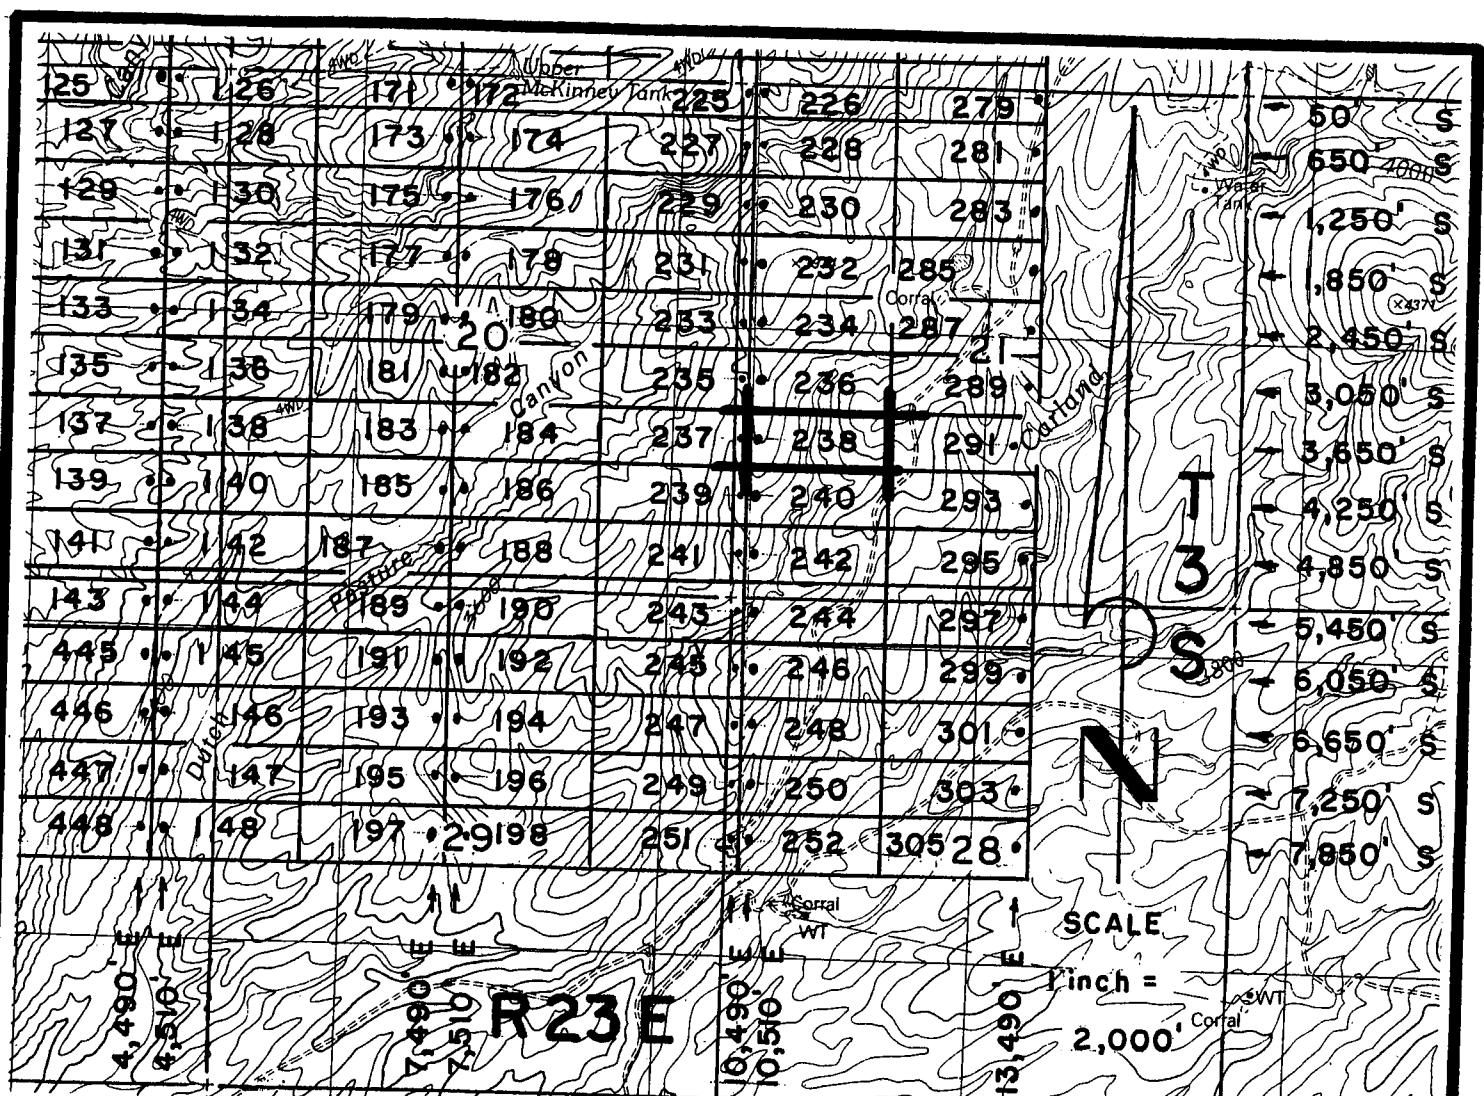 4WD Upper 4WD
125 126 171 172 McKinney Tank 225 226 279 50' S
127 128 173 174 227 228 281 650' S 4000
4WD Water Tank
129 130 175 176 229 230 283 1,250' S
4WD
131 132 177 178 231 232 285 1,850' S
Corral ×4371
133 134 179 20 180 233 234 287 21 2,450' S
135 136 181 182 235 236 289 3,050' S
4WD Canyon Garland
137 138 183 184 237 238 291 3,650' S
139 140 185 186 239 240 293 T 4,250' S
141 142 187 188 241 242 295 3 4,850' S
Pasture
143 144 189 190 243 244 297 5,450' S
445 145 191 192 245 246 299 S 6,050' S
446 146 193 194 247 248 301 6,650' S
Dutch N
447 147 195 196 249 250 303 7,250' S
448 148 197 29 198 251 252 305 28 7,850' S
Corral
WT
SCALE
1 inch =
2,000'
WT
Corral
R 23 E
4,490' E
4,510' E
7,490' E
7,510' E
10,490' E
10,510' E
13,490' E